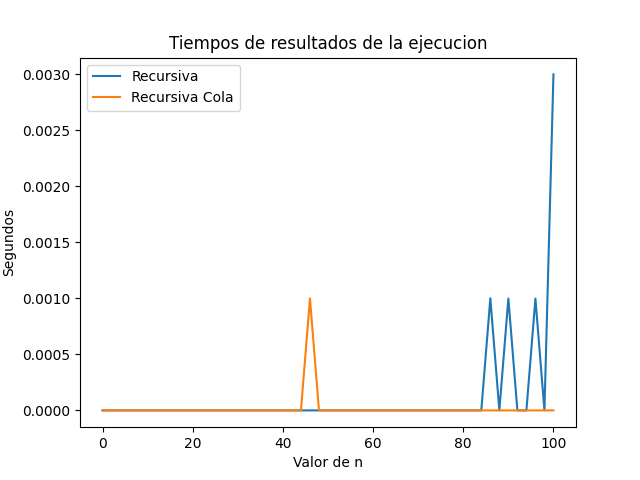 Tiempos de resultados de la ejecucion
Recursiva
Recursiva Cola
Segundos
0.0030
0.0025
0.0020
0.0015
0.0010
0.0005
0.0000
0 20 40 60 80 100
Valor de n